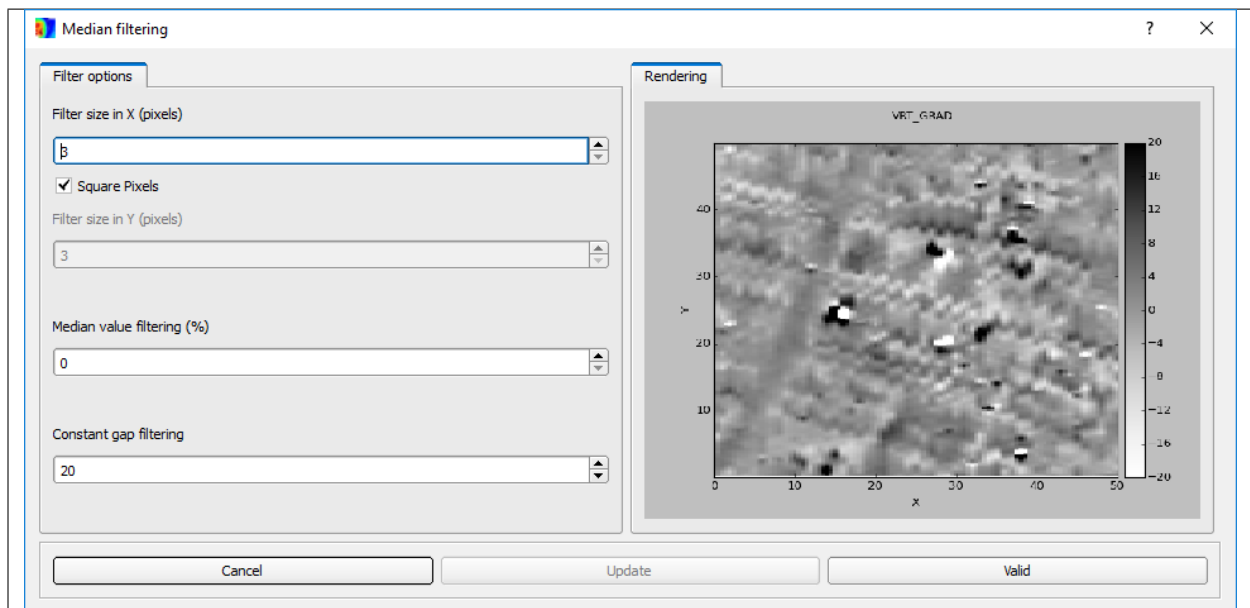 Median filtering
?
Filter options
Filter size in X (pixels)
3
Square Pixels
Filter size in Y (pixels)
3
Median value filtering (%)
0
Constant gap filtering
20
Rendering
VRT_GRAD
40
30
20
10
Y
0 10 20 30 40 50
X
20
16
12
8
4
0
−4
−8
−12
−16
−20
Cancel
Update
Valid